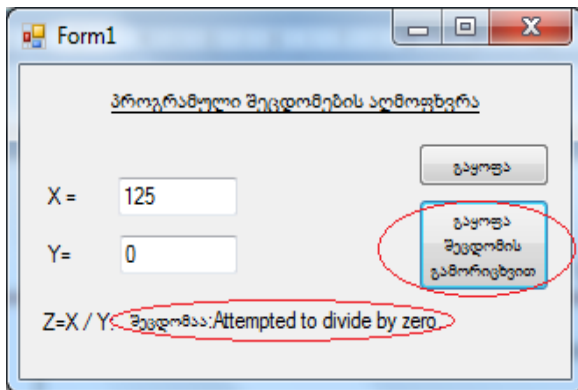 Form1
პროგრამული შეცდომების აღმოფხვრა
გაყოფა
X = 125
გაყოფა
შეცდომის
გამორიცხვით
Y= 0
Z=X / Y: შეცდომაა:Attempted to divide by zero.